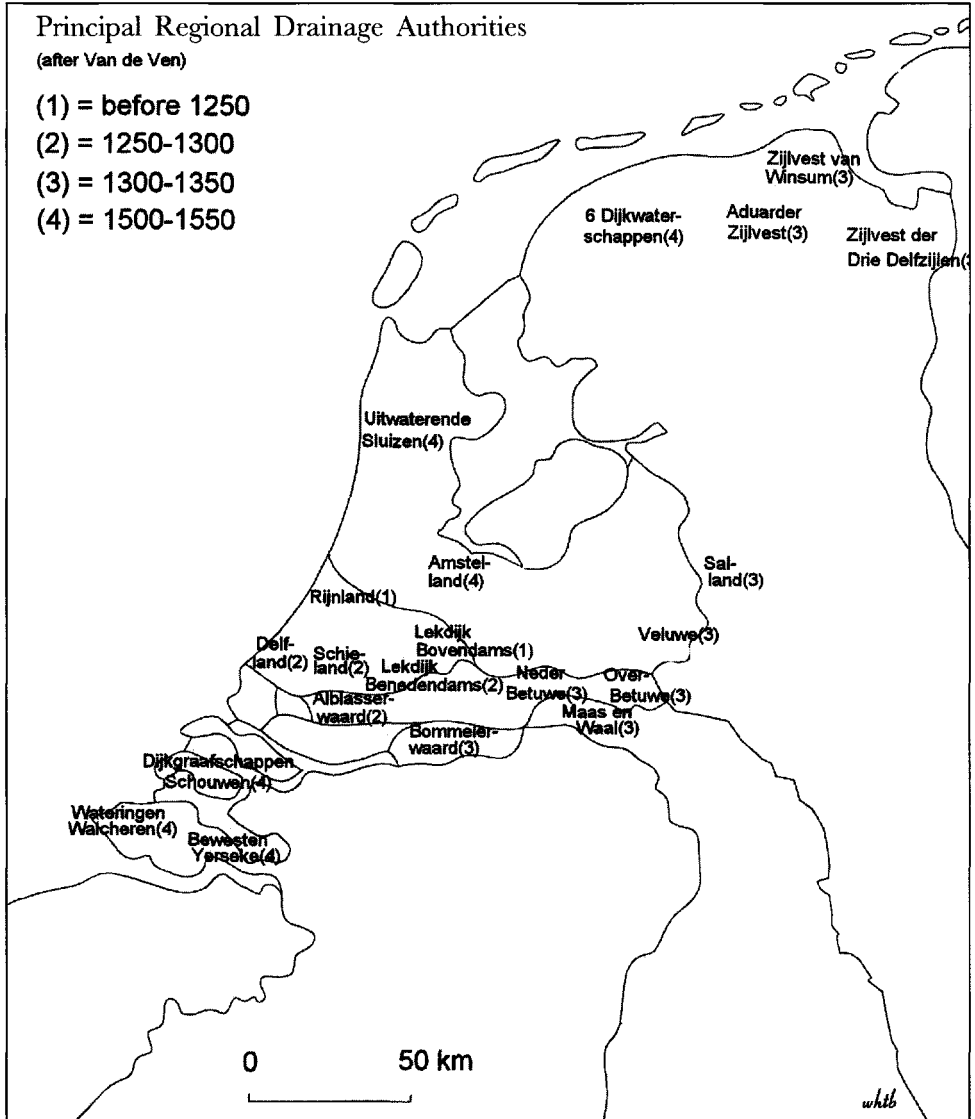 Principal Regional Drainage Authorities
(after Van de Ven)
(1) = before 1250
(2) = 1250-1300
(3) = 1300-1350
(4) = 1500-1550
Zijlvest van
Winsum(3)
6 Dijkwater-
schappen(4)
Aduarder
Zijlvest(3)
Zijlvest der
Drie Delfzijlen(3
Uitwaterende
Sluizen(4)
Amstel-
land(4)
Sal-
land(3)
Rijnland(1)
Veluwe(3)
Lekdijk
Bovendams(1)
Delf-
land(2)
Schie-
land(2)
Lekdijk
Benedendams(2)
Neder
Betuwe(3)
Over-
Betuwe(3)
Alblasser-
waard(2)
Maas en
Waal(3)
Bommeler-
waard(3)
Dijkgraafschappen
Schouwen(4)
Wateringen
Walcheren(4)
Bewesten
Yerseke(4)
0 50 km
whtb